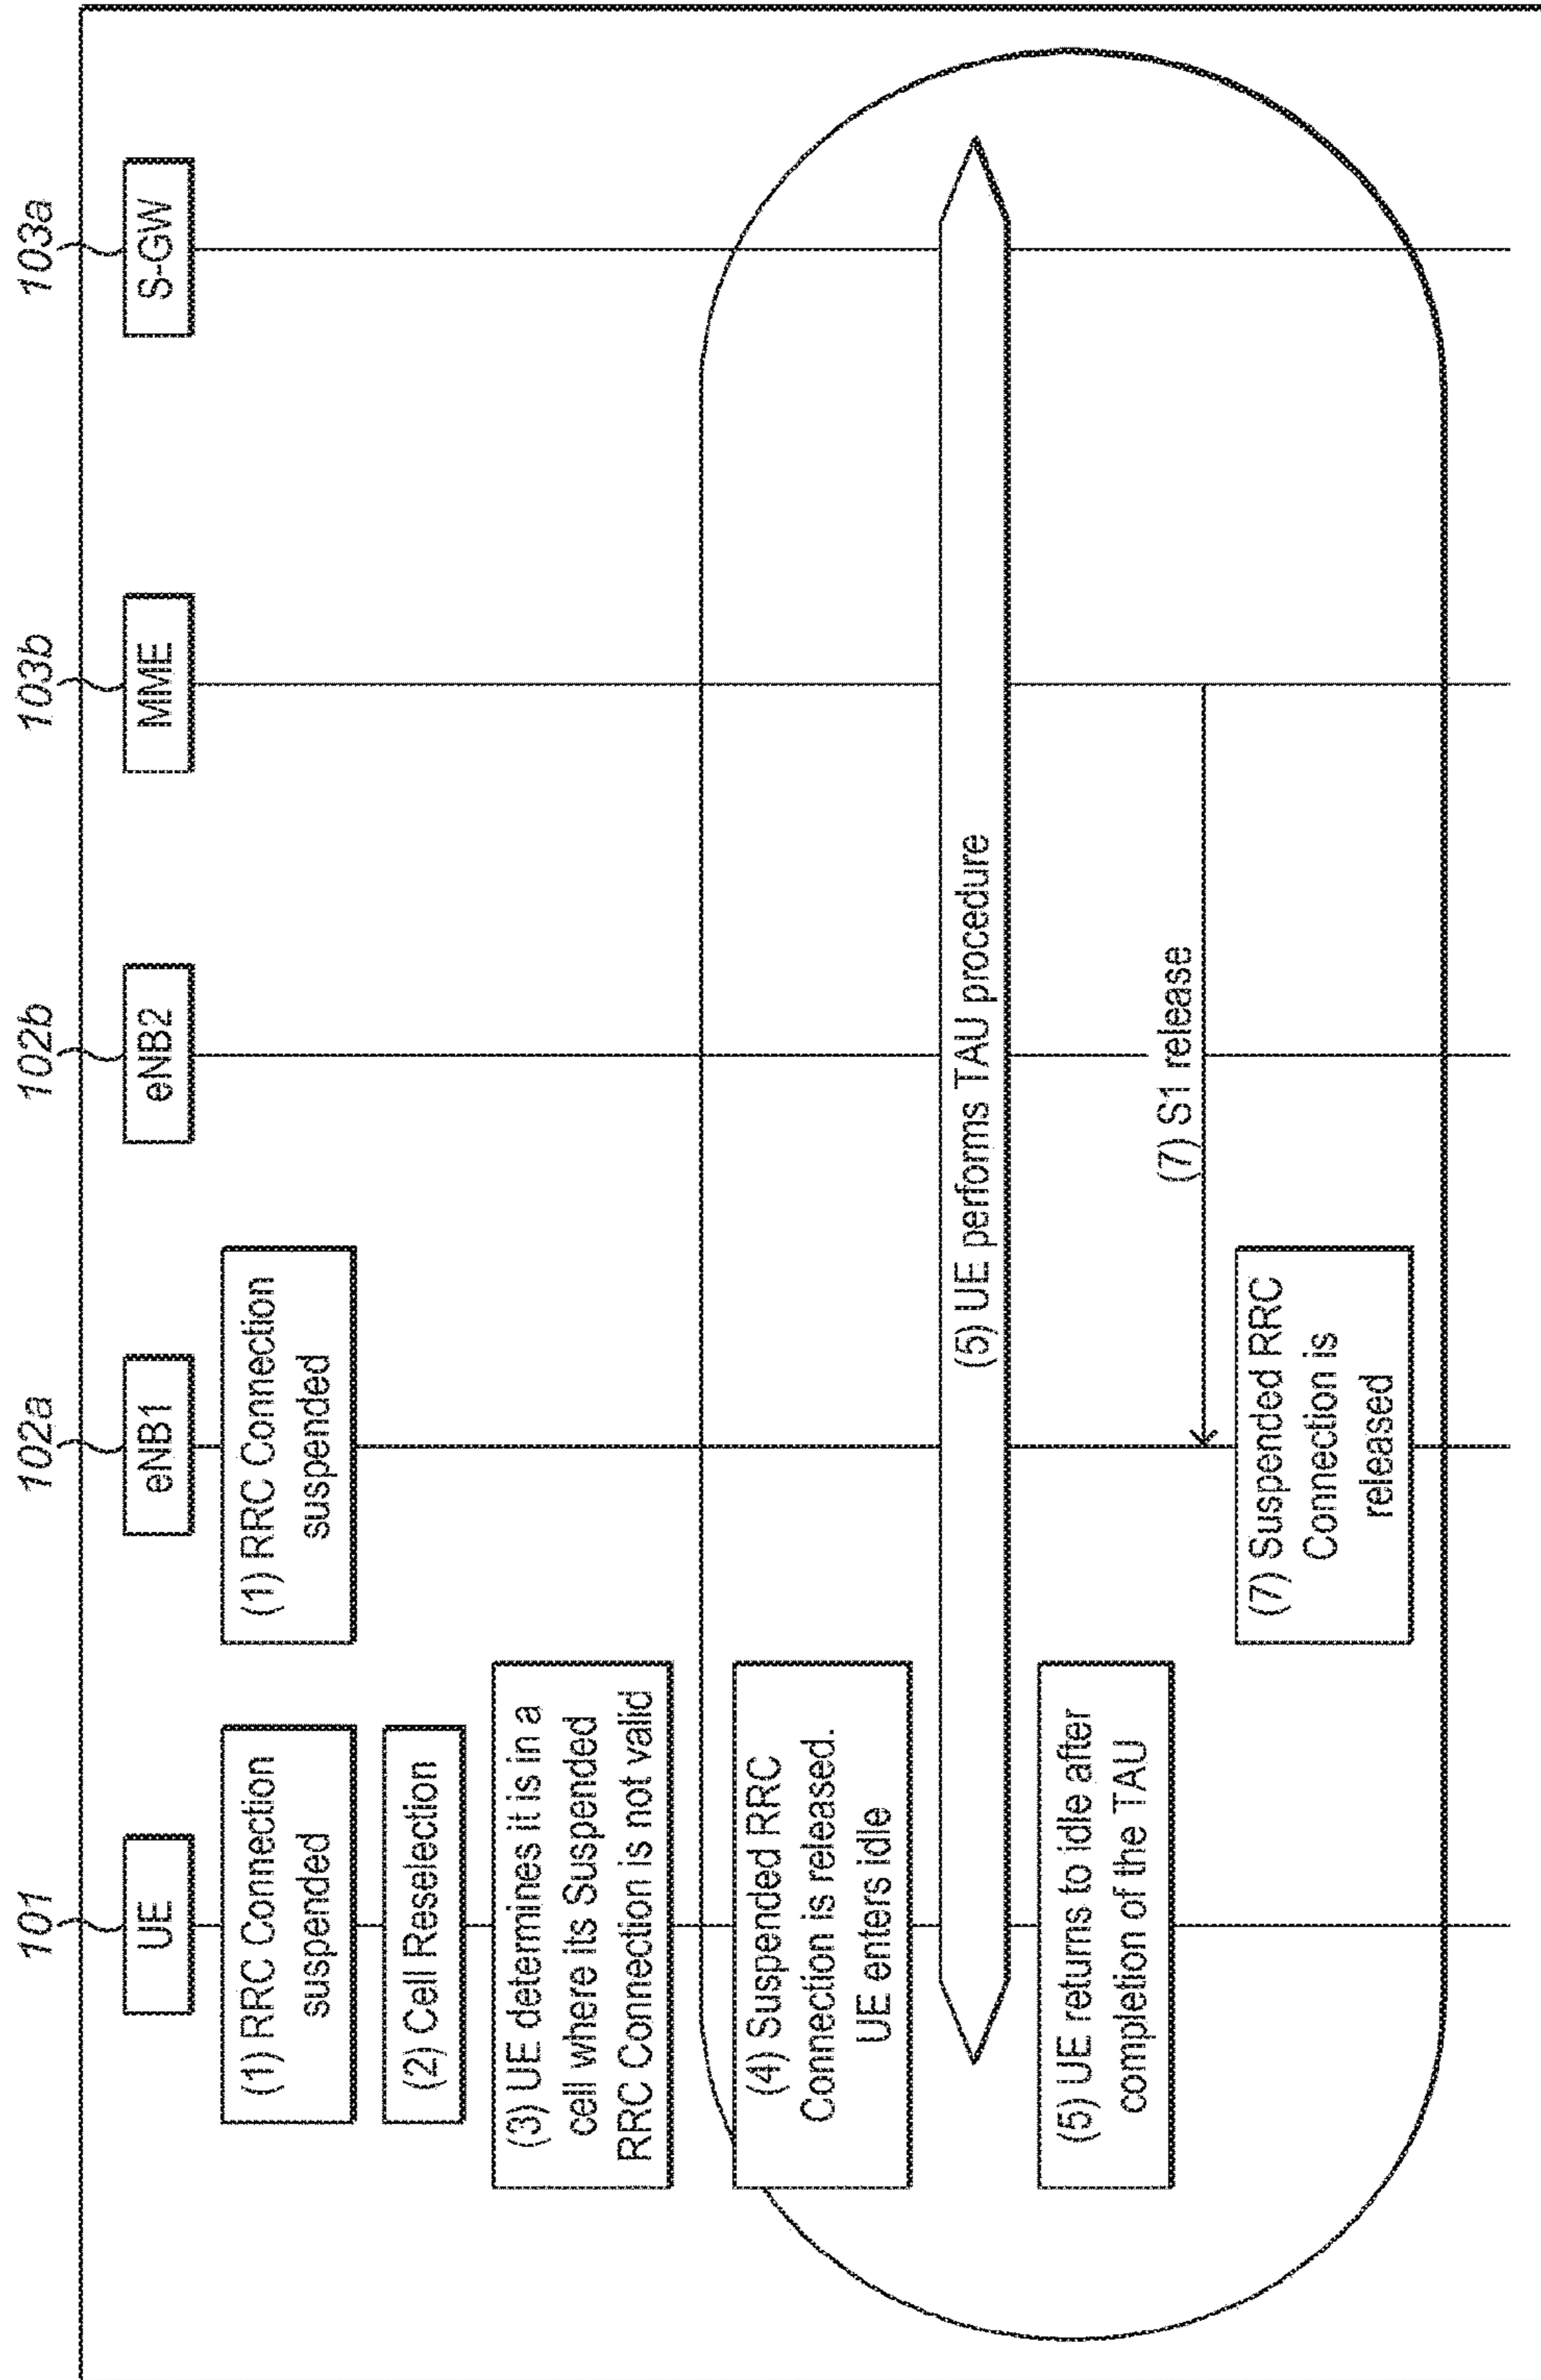 101
102a
102b
103b
103a
UE
eNB1
eNB2
MME
S-GW
(1) RRC Connection
suspended
(1) RRC Connection
suspended
(2) Cell Reselection
(3) UE determines it is in a
cell where its Suspended
RRC Connection is not valid
(4) Suspended RRC
Connection is released.
UE enters idle
(5) UE performs TAU procedure
(5) UE returns to idle after
completion of the TAU
(7) S1 release
(7) Suspended RRC
Connection is
released